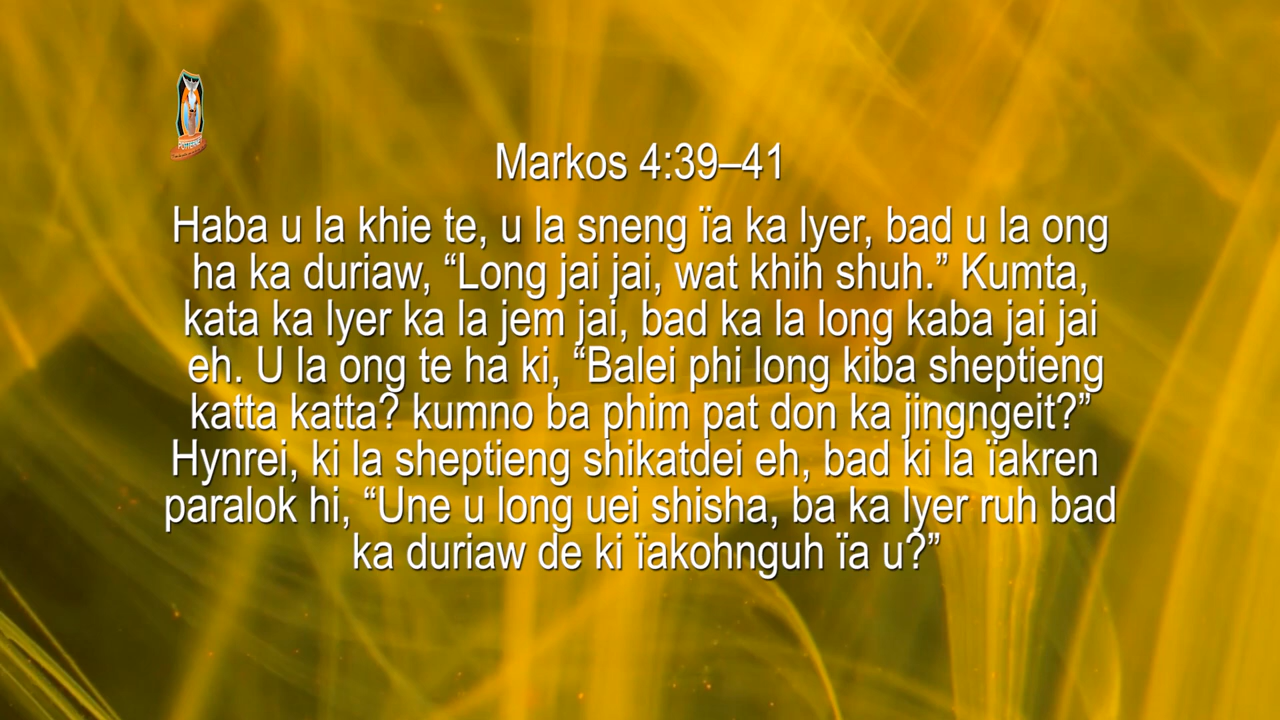 POTTERNET
Markos 4:39–41
Haba u la khie te, u la sneng ïa ka lyer, bad u la ong
ha ka duriaw, “Long jai jai, wat khih shuh.” Kumta,
kata ka lyer ka la jem jai, bad ka la long kaba jai jai
eh. U la ong te ha ki, “Balei phi long kiba sheptieng
katta katta? kumno ba phim pat don ka jingngeit?”
Hynrei, ki la sheptieng shikatdei eh, bad ki la ïakren
paralok hi, “Une u long uei shisha, ba ka lyer ruh bad
ka duriaw de ki ïakohnguh ïa u?”